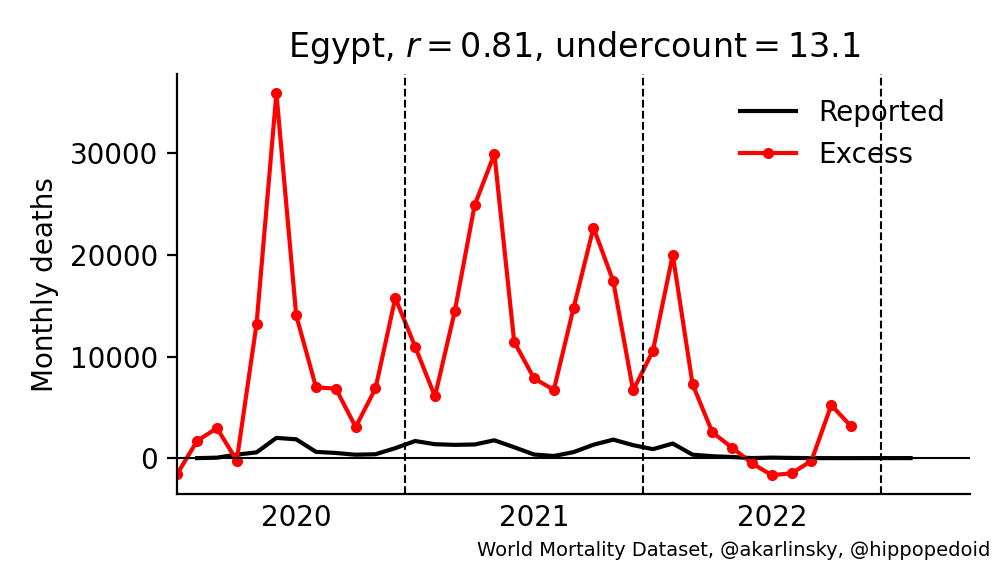 Egypt, r = 0.81, undercount = 13.1
Reported
Excess
Monthly deaths
30000
20000
10000
0
2020 2021 2022
World Mortality Dataset, @akarlinsky, @hippopedoid